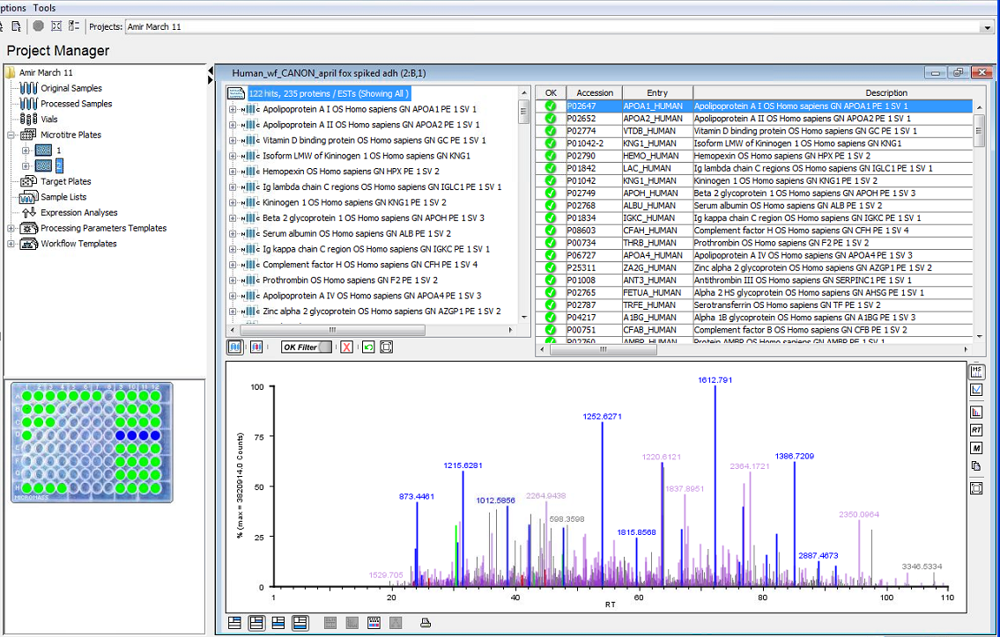 ptions Tools
Projects: Amir March 11
Project Manager
Amir March 11
Original Samples
Processed Samples
Vials
Microtitre Plates
1
2
Target Plates
Sample Lists
Expression Analyses
Processing Parameters Templates
Workflow Templates
MICROMASS
Human_wf_CANON_april fox spiked adh (2:B,1)
122 hits, 235 proteins / ESTs (Showing All )
Apolipoprotein A I OS Homo sapiens GN APOA1 PE 1 SV 1
Apolipoprotein A II OS Homo sapiens GN APOA2 PE 1 SV 1
Vitamin D binding protein OS Homo sapiens GN GC PE 1 SV 1
Isoform LMW of Kininogen 1 OS Homo sapiens GN KNG1
Hemopexin OS Homo sapiens GN HPX PE 1 SV 2
Ig lambda chain C regions OS Homo sapiens GN IGLC1 PE 1 SV 1
Kininogen 1 OS Homo sapiens GN KNG1 PE 1 SV 2
Beta 2 glycoprotein 1 OS Homo sapiens GN APOH PE 1 SV 3
Serum albumin OS Homo sapiens GN ALB PE 1 SV 2
Ig kappa chain C region OS Homo sapiens GN IGKC PE 1 SV 1
Complement factor H OS Homo sapiens GN CFH PE 1 SV 4
Prothrombin OS Homo sapiens GN F2 PE 1 SV 2
Apolipoprotein A IV OS Homo sapiens GN APOA4 PE 1 SV 3
Zinc alpha 2 glycoprotein OS Homo sapiens GN AZGP1 PE 1 SV 2
OK Filter
OK Accession Entry Description
P02647 APOA1_HUMAN Apolipoprotein A I OS Homo sapiens GN APOA1 PE 1 SV 1
P02652 APOA2_HUMAN Apolipoprotein A II OS Homo sapiens GN APOA2 PE 1 SV 1
P02774 VTDB_HUMAN Vitamin D binding protein OS Homo sapiens GN GC PE 1 SV 1
P01042-2 KNG1_HUMAN Isoform LMW of Kininogen 1 OS Homo sapiens GN KNG1
P02790 HEMO_HUMAN Hemopexin OS Homo sapiens GN HPX PE 1 SV 2
P01842 LAC_HUMAN Ig lambda chain C regions OS Homo sapiens GN IGLC1 PE 1 SV 1
P01042 KNG1_HUMAN Kininogen 1 OS Homo sapiens GN KNG1 PE 1 SV 2
P02749 APOH_HUMAN Beta 2 glycoprotein 1 OS Homo sapiens GN APOH PE 1 SV 3
P02768 ALBU_HUMAN Serum albumin OS Homo sapiens GN ALB PE 1 SV 2
P01834 IGKC_HUMAN Ig kappa chain C region OS Homo sapiens GN IGKC PE 1 SV 1
P08603 CFAH_HUMAN Complement factor H OS Homo sapiens GN CFH PE 1 SV 4
P00734 THRB_HUMAN Prothrombin OS Homo sapiens GN F2 PE 1 SV 2
P06727 APOA4_HUMAN Apolipoprotein A IV OS Homo sapiens GN APOA4 PE 1 SV 3
P25311 ZA2G_HUMAN Zinc alpha 2 glycoprotein OS Homo sapiens GN AZGP1 PE 1 SV 2
P01008 ANT3_HUMAN Antithrombin III OS Homo sapiens GN SERPINC1 PE 1 SV 1
P02765 FETUA_HUMAN Alpha 2 HS glycoprotein OS Homo sapiens GN AHSG PE 1 SV 1
P02787 TRFE_HUMAN Serotransferrin OS Homo sapiens GN TF PE 1 SV 2
P04217 A1BG_HUMAN Alpha 1B glycoprotein OS Homo sapiens GN A1BG PE 1 SV 3
P00751 CFAB_HUMAN Complement factor B OS Homo sapiens GN CFB PE 1 SV 2
P02760 AMBP_HUMAN Protein AMBP OS Homo sapiens GN AMBP PE 1 SV 1
% (max = 3820914.0 Counts)
100
75
50
25
0
1529.705
873.4461
1215.6281
1012.5856
2264.9438
598.3598
1252.6271
1815.8568
1220.6121
1837.8951
1612.791
2364.1721
1386.7209
2887.4673
2350.0964
3346.5334
1 20 40 60 80 100 110
RT
MS
RT
M